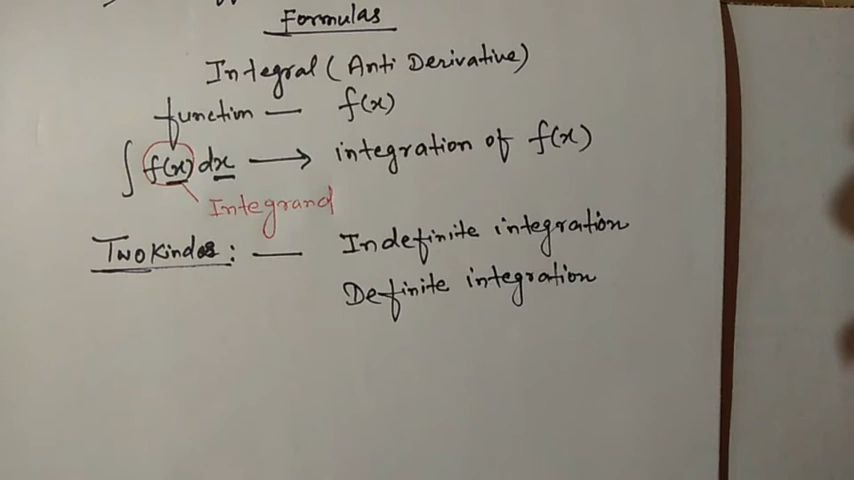 Formulas
Integral (Anti Derivative)
function — f(x)
∫ f(x) dx ⟶ integration of f(x)
Integrand
Two Kinds : — Indefinite integration
Definite integration